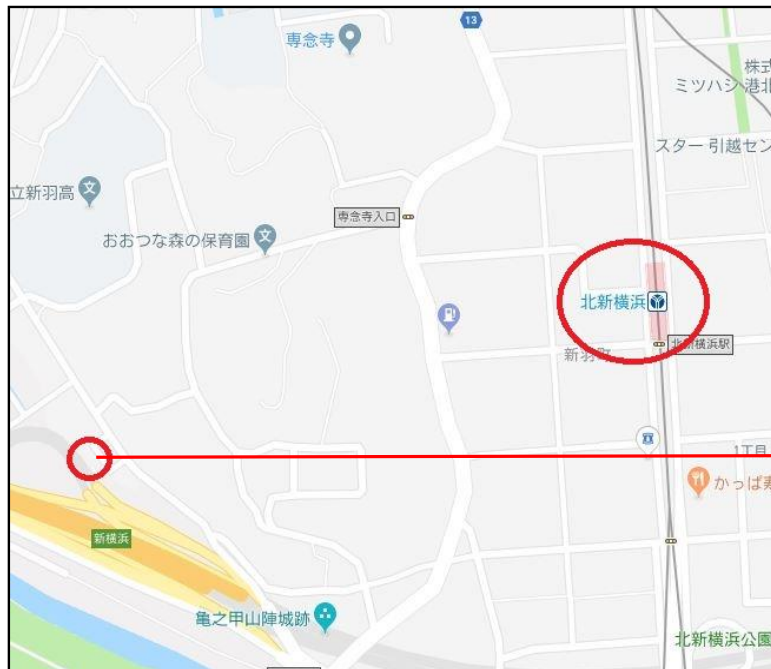 13
専念寺
株式
ミツハシ 港北
スター 引越セン
立新羽高
専念寺入口
おおつな森の保育園
北新横浜
北新横浜駅
新羽町
1丁目
かっぱ寿
新横浜
亀之甲山陣城跡
北新横浜公園